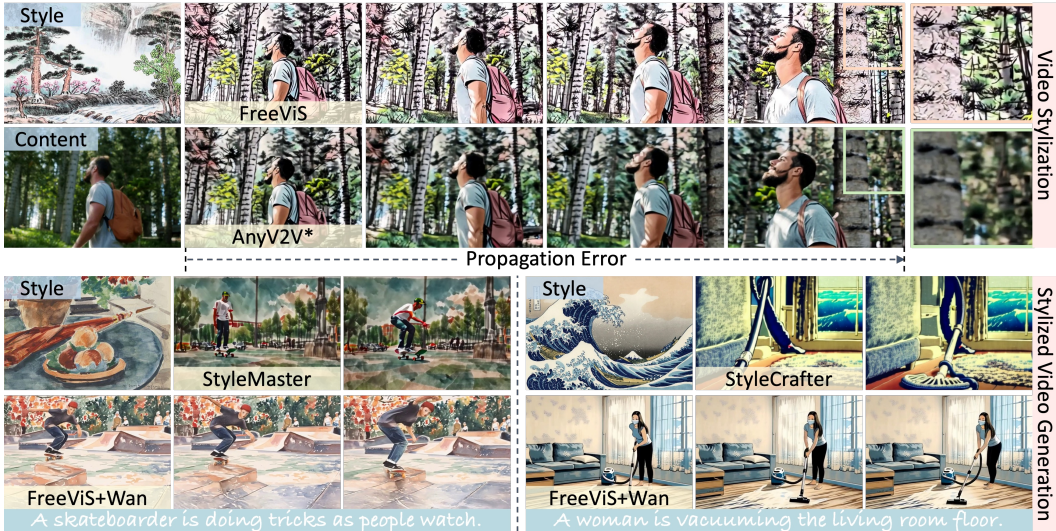 Style
FreeViS
Video Stylization
Content
AnyV2V*
Propagation Error
Style
StyleMaster
Style
StyleCrafter
Stylized Video Generation
FreeViS+Wan
FreeViS+Wan
A skateboarder is doing tricks as people watch.
A woman is vacuuming the living room floor.